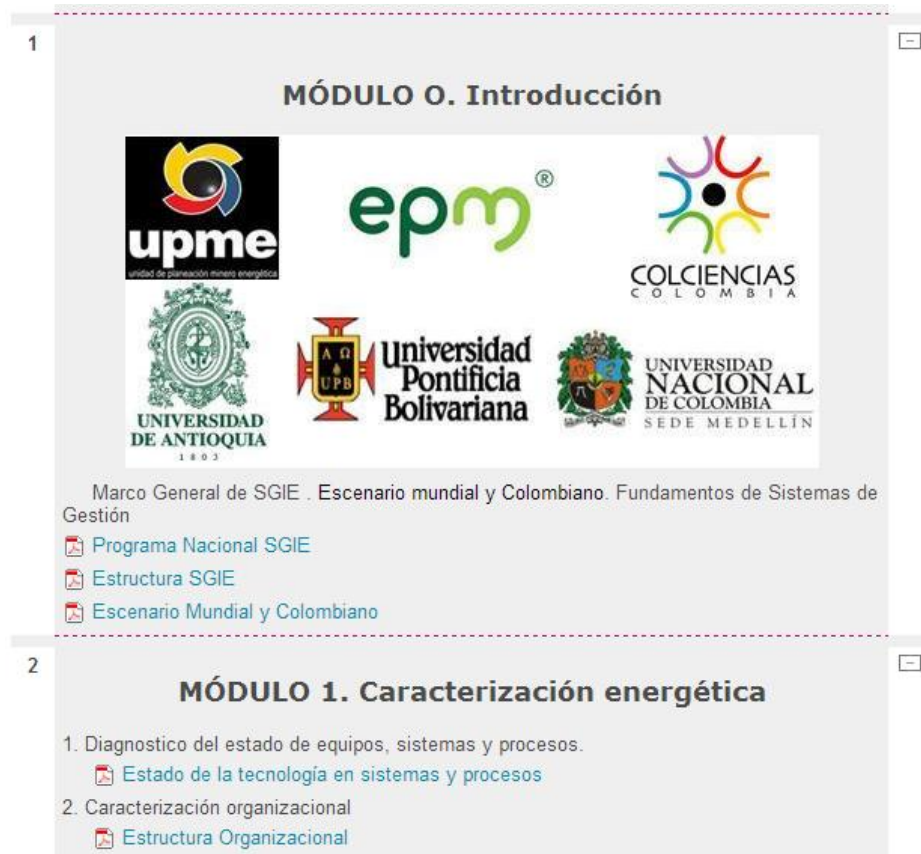 1
MÓDULO O. Introducción
upme
unidad de planeación minero energética
epm®
COLCIENCIAS
COLOMBIA
UNIVERSIDAD
DE ANTIOQUIA
1803
A Ω
UPB
Universidad
Pontificia
Bolivariana
UNIVERSIDAD
NACIONAL
DE COLOMBIA
SEDE MEDELLÍN
Marco General de SGIE . Escenario mundial y Colombiano. Fundamentos de Sistemas de
Gestión
Programa Nacional SGIE
Estructura SGIE
Escenario Mundial y Colombiano
2
MÓDULO 1. Caracterización energética
1. Diagnostico del estado de equipos, sistemas y procesos.
Estado de la tecnología en sistemas y procesos
2. Caracterización organizacional
Estructura Organizacional